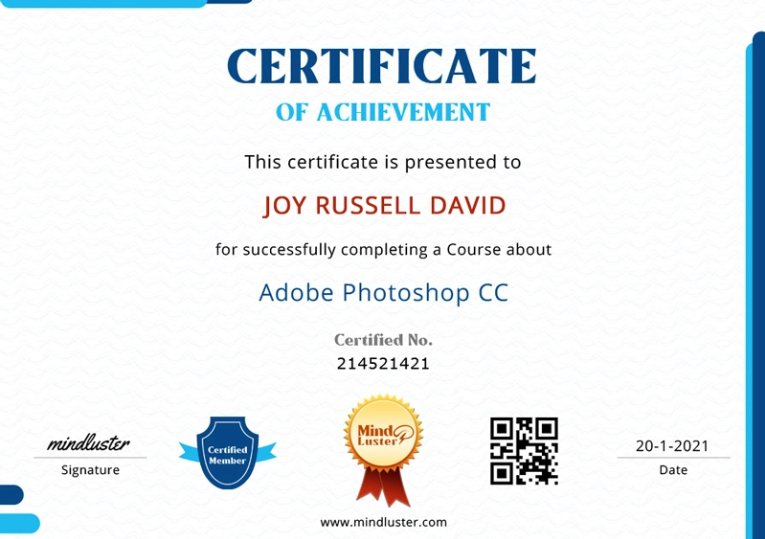 CERTIFICATE
OF ACHIEVEMENT
This certificate is presented to
JOY RUSSELL DAVID
for successfully completing a Course about
Adobe Photoshop CC
Certified No.
214521421
mindluster
Signature
Certified
Member
Mind
Luster
20-1-2021
Date
www.mindluster.com